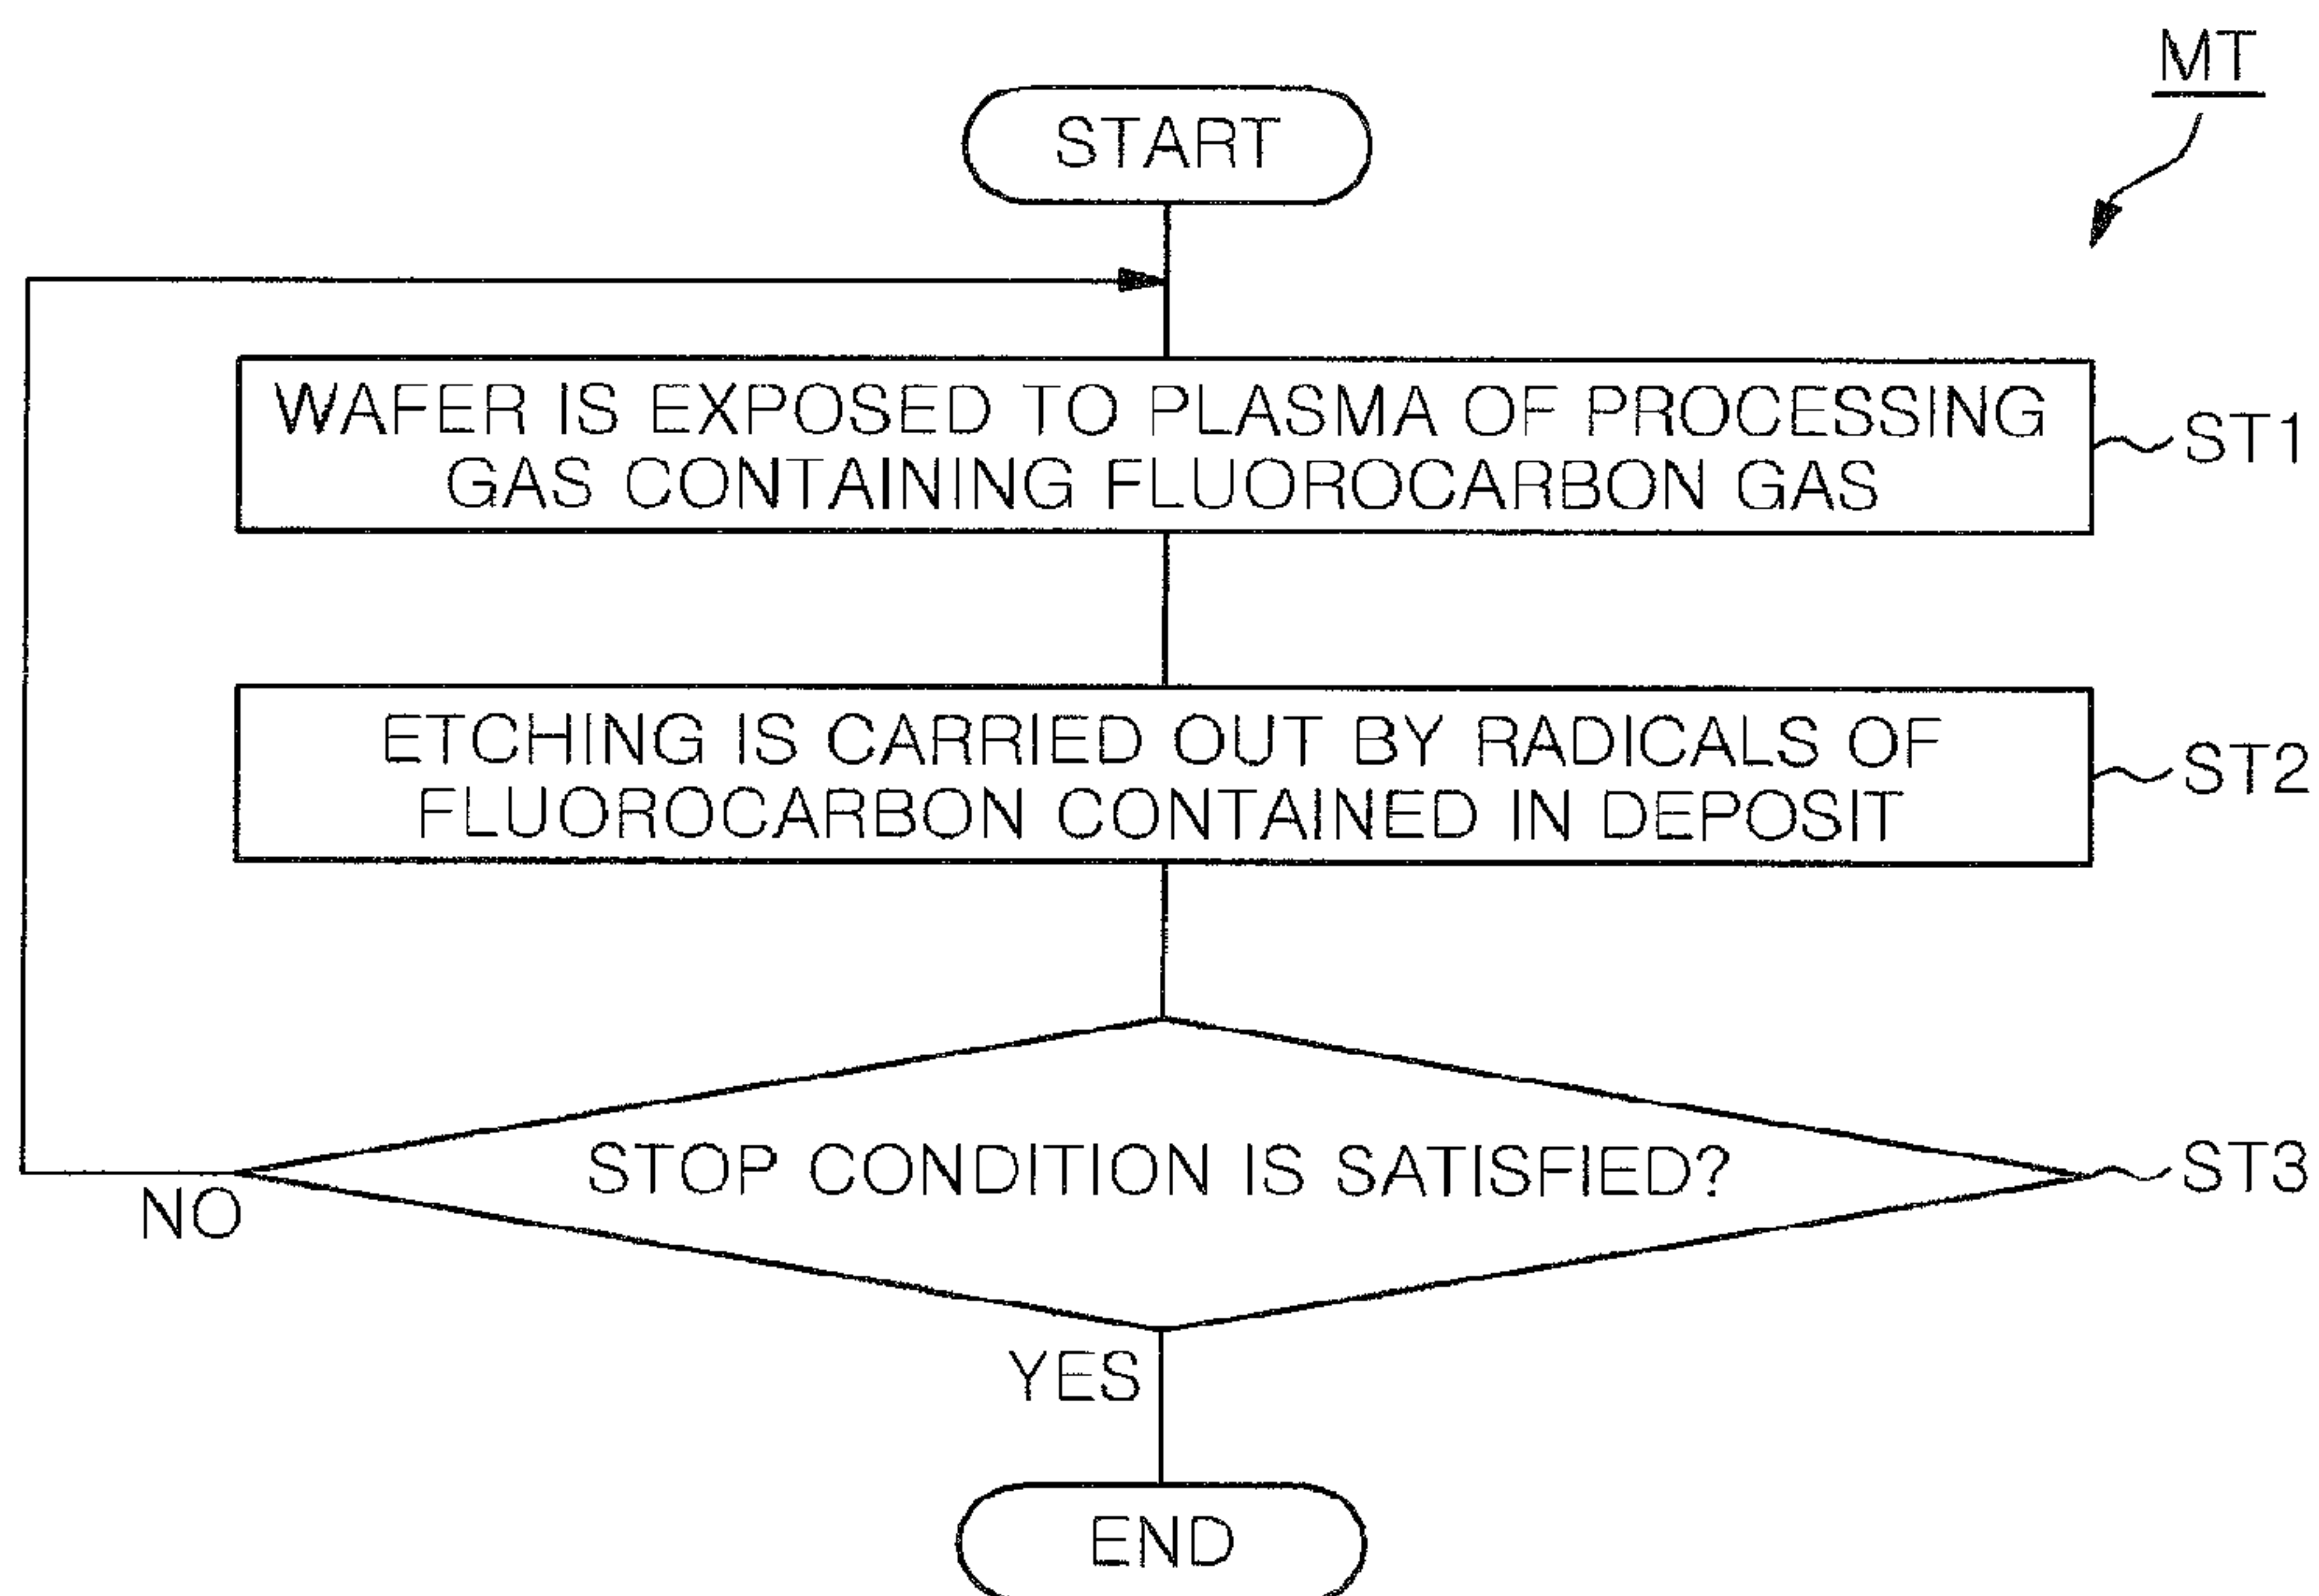 MT
START
WAFER IS EXPOSED TO PLASMA OF PROCESSING
GAS CONTAINING FLUOROCARBON GAS
ST1
ETCHING IS CARRIED OUT BY RADICALS OF
FLUOROCARBON CONTAINED IN DEPOSIT
ST2
STOP CONDITION IS SATISFIED?
ST3
NO
YES
END